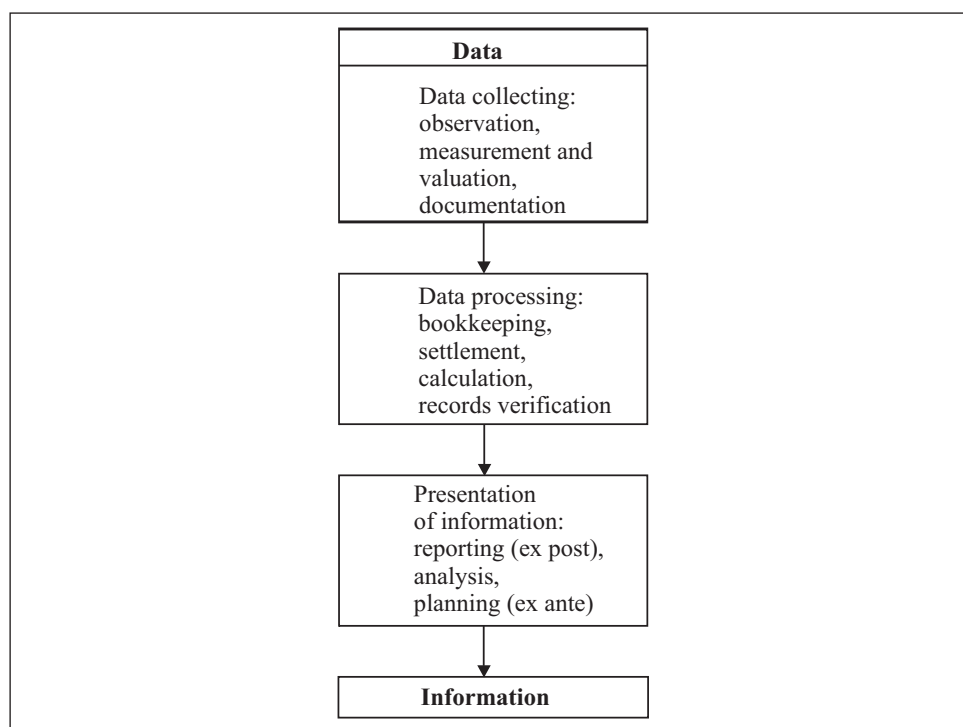 Data
Data collecting:
observation,
measurement and
valuation,
documentation
Data processing:
bookkeeping,
settlement,
calculation,
records verification
Presentation
of information:
reporting (ex post),
analysis,
planning (ex ante)
Information